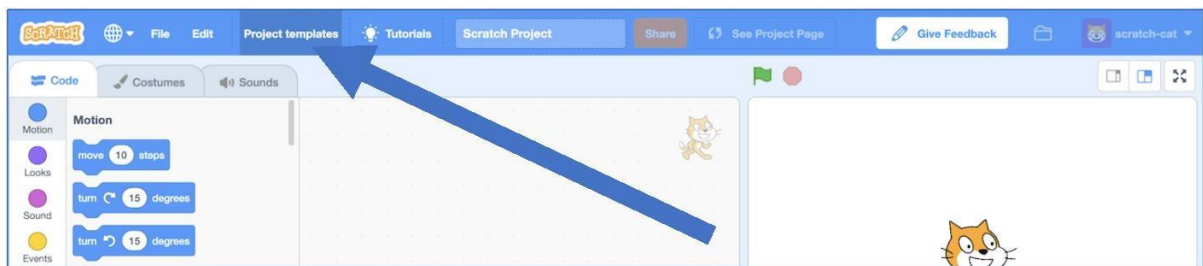 SCRATCH File Edit Project templates Tutorials Scratch Project Share See Project Page Give Feedback scratch-cat
Code Costumes Sounds
Motion
Motion
move 10 steps
Looks
turn 15 degrees
Sound
turn 15 degrees
Events